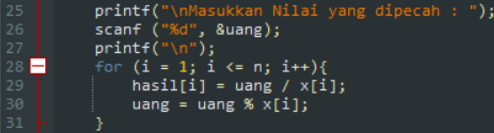 25 printf("\nMasukkan Nilai yang dipecah : ");
26 scanf ("%d", &uang);
27 printf("\n");
28 for (i = 1; i <= n; i++){
29 hasil[i] = uang / x[i];
30 uang = uang % x[i];
31 }